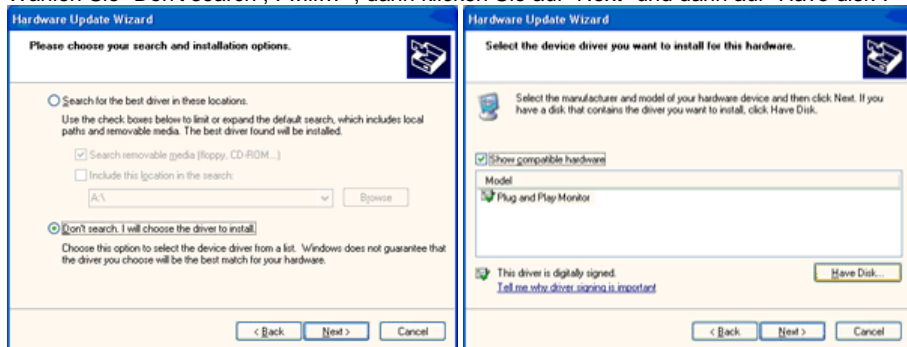 Hardware Update Wizard
Please choose your search and installation options.
Search for the best driver in these locations.
Use the check boxes below to limit or expand the default search, which includes local
paths and removable media. The best driver found will be installed.
Search removable media (floppy, CD-ROM...)
Include this location in the search:
A:\
Browse
Don't search. I will choose the driver to install.
Choose this option to select the device driver from a list. Windows does not guarantee that
the driver you choose will be the best match for your hardware.
< Back Next > Cancel
Hardware Update Wizard
Select the device driver you want to install for this hardware.
Select the manufacturer and model of your hardware device and then click Next. If you
have a disk that contains the driver you want to install, click Have Disk.
Show compatible hardware
Model
Plug and Play Monitor
This driver is digitally signed.
Tell me why driver signing is important
Have Disk...
< Back Next > Cancel